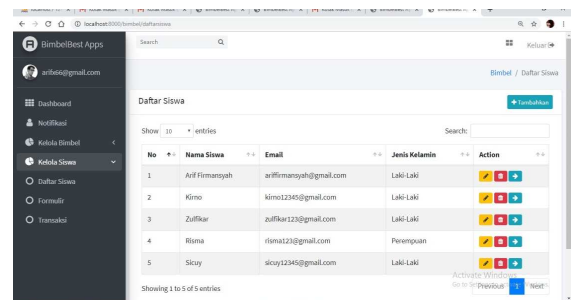 localhost:8000/bimbel/daftarsiswa
BimbelBest Apps
Search
Keluar
arifx66@gmail.com
Bimbel / Daftar Siswa
Dashboard
Notifikasi
Kelola Bimbel
Kelola Siswa
Daftar Siswa
Formulir
Transaksi
Daftar Siswa
+Tambahkan
Show 10 entries
Search:
No Nama Siswa Email Jenis Kelamin Action
1 Arif Firmansyah ariffirmansyah@gmail.com Laki-Laki
2 Kirno kirno12345@gmail.com Laki-Laki
3 Zulfikar zulfikar123@gmail.com Laki-Laki
4 Risma risma123@gmail.com Perempuan
5 Sicuy sicuy12345@gmail.com Laki-Laki
Showing 1 to 5 of 5 entries
Previous 1 Next
Activate Windows